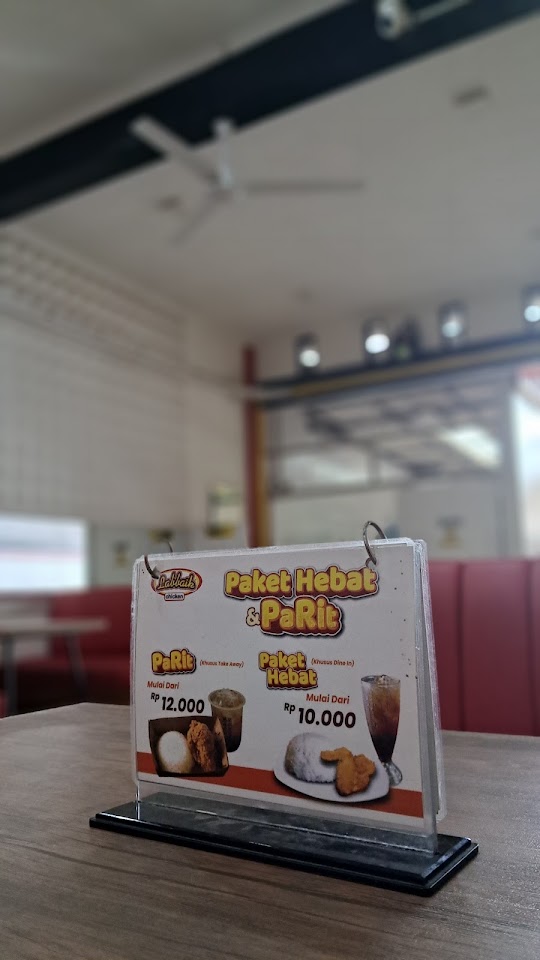 Labbaik
chicken
Paket Hebat
& PaRit
PaRit (Khusus Take Away)
Mulai Dari
Rp 12.000
Paket Hebat (Khusus Dine In)
Mulai Dari
Rp 10.000